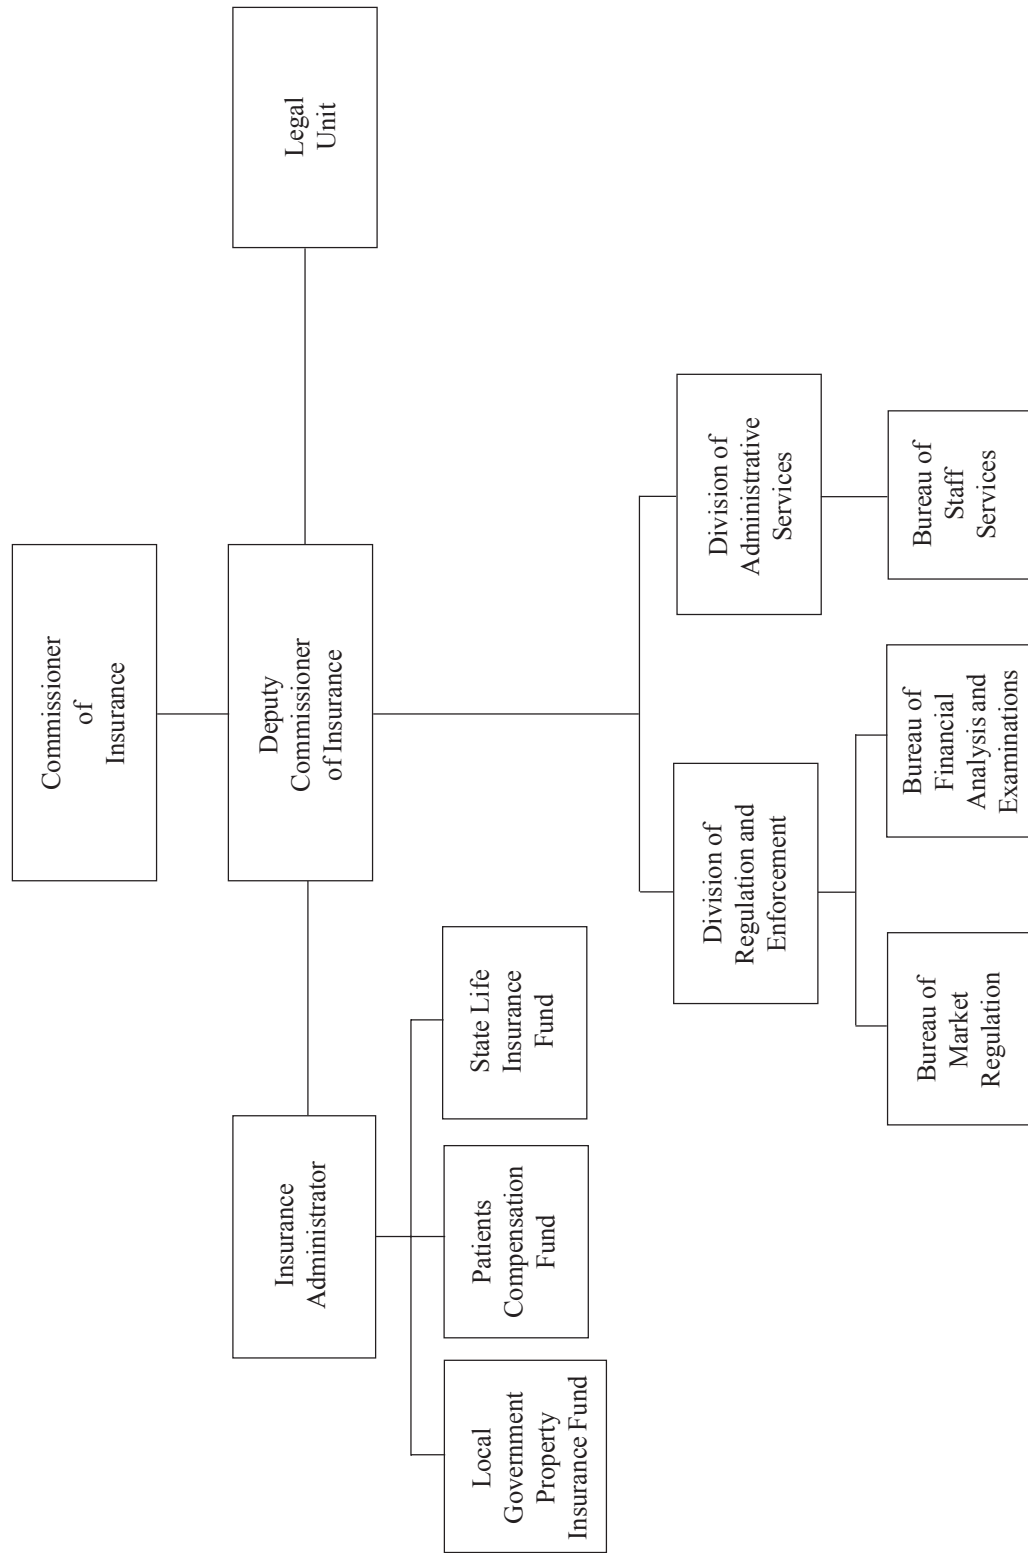 Commissioner
of
Insurance
Insurance
Administrator
Deputy
Commissioner
of Insurance
Legal
Unit
Local
Government
Property
Insurance Fund
Patients
Compensation
Fund
State Life
Insurance
Fund
Division of
Regulation and
Enforcement
Division of
Administrative
Services
Bureau of
Market
Regulation
Bureau of
Financial
Analysis and
Examinations
Bureau of
Staff
Services